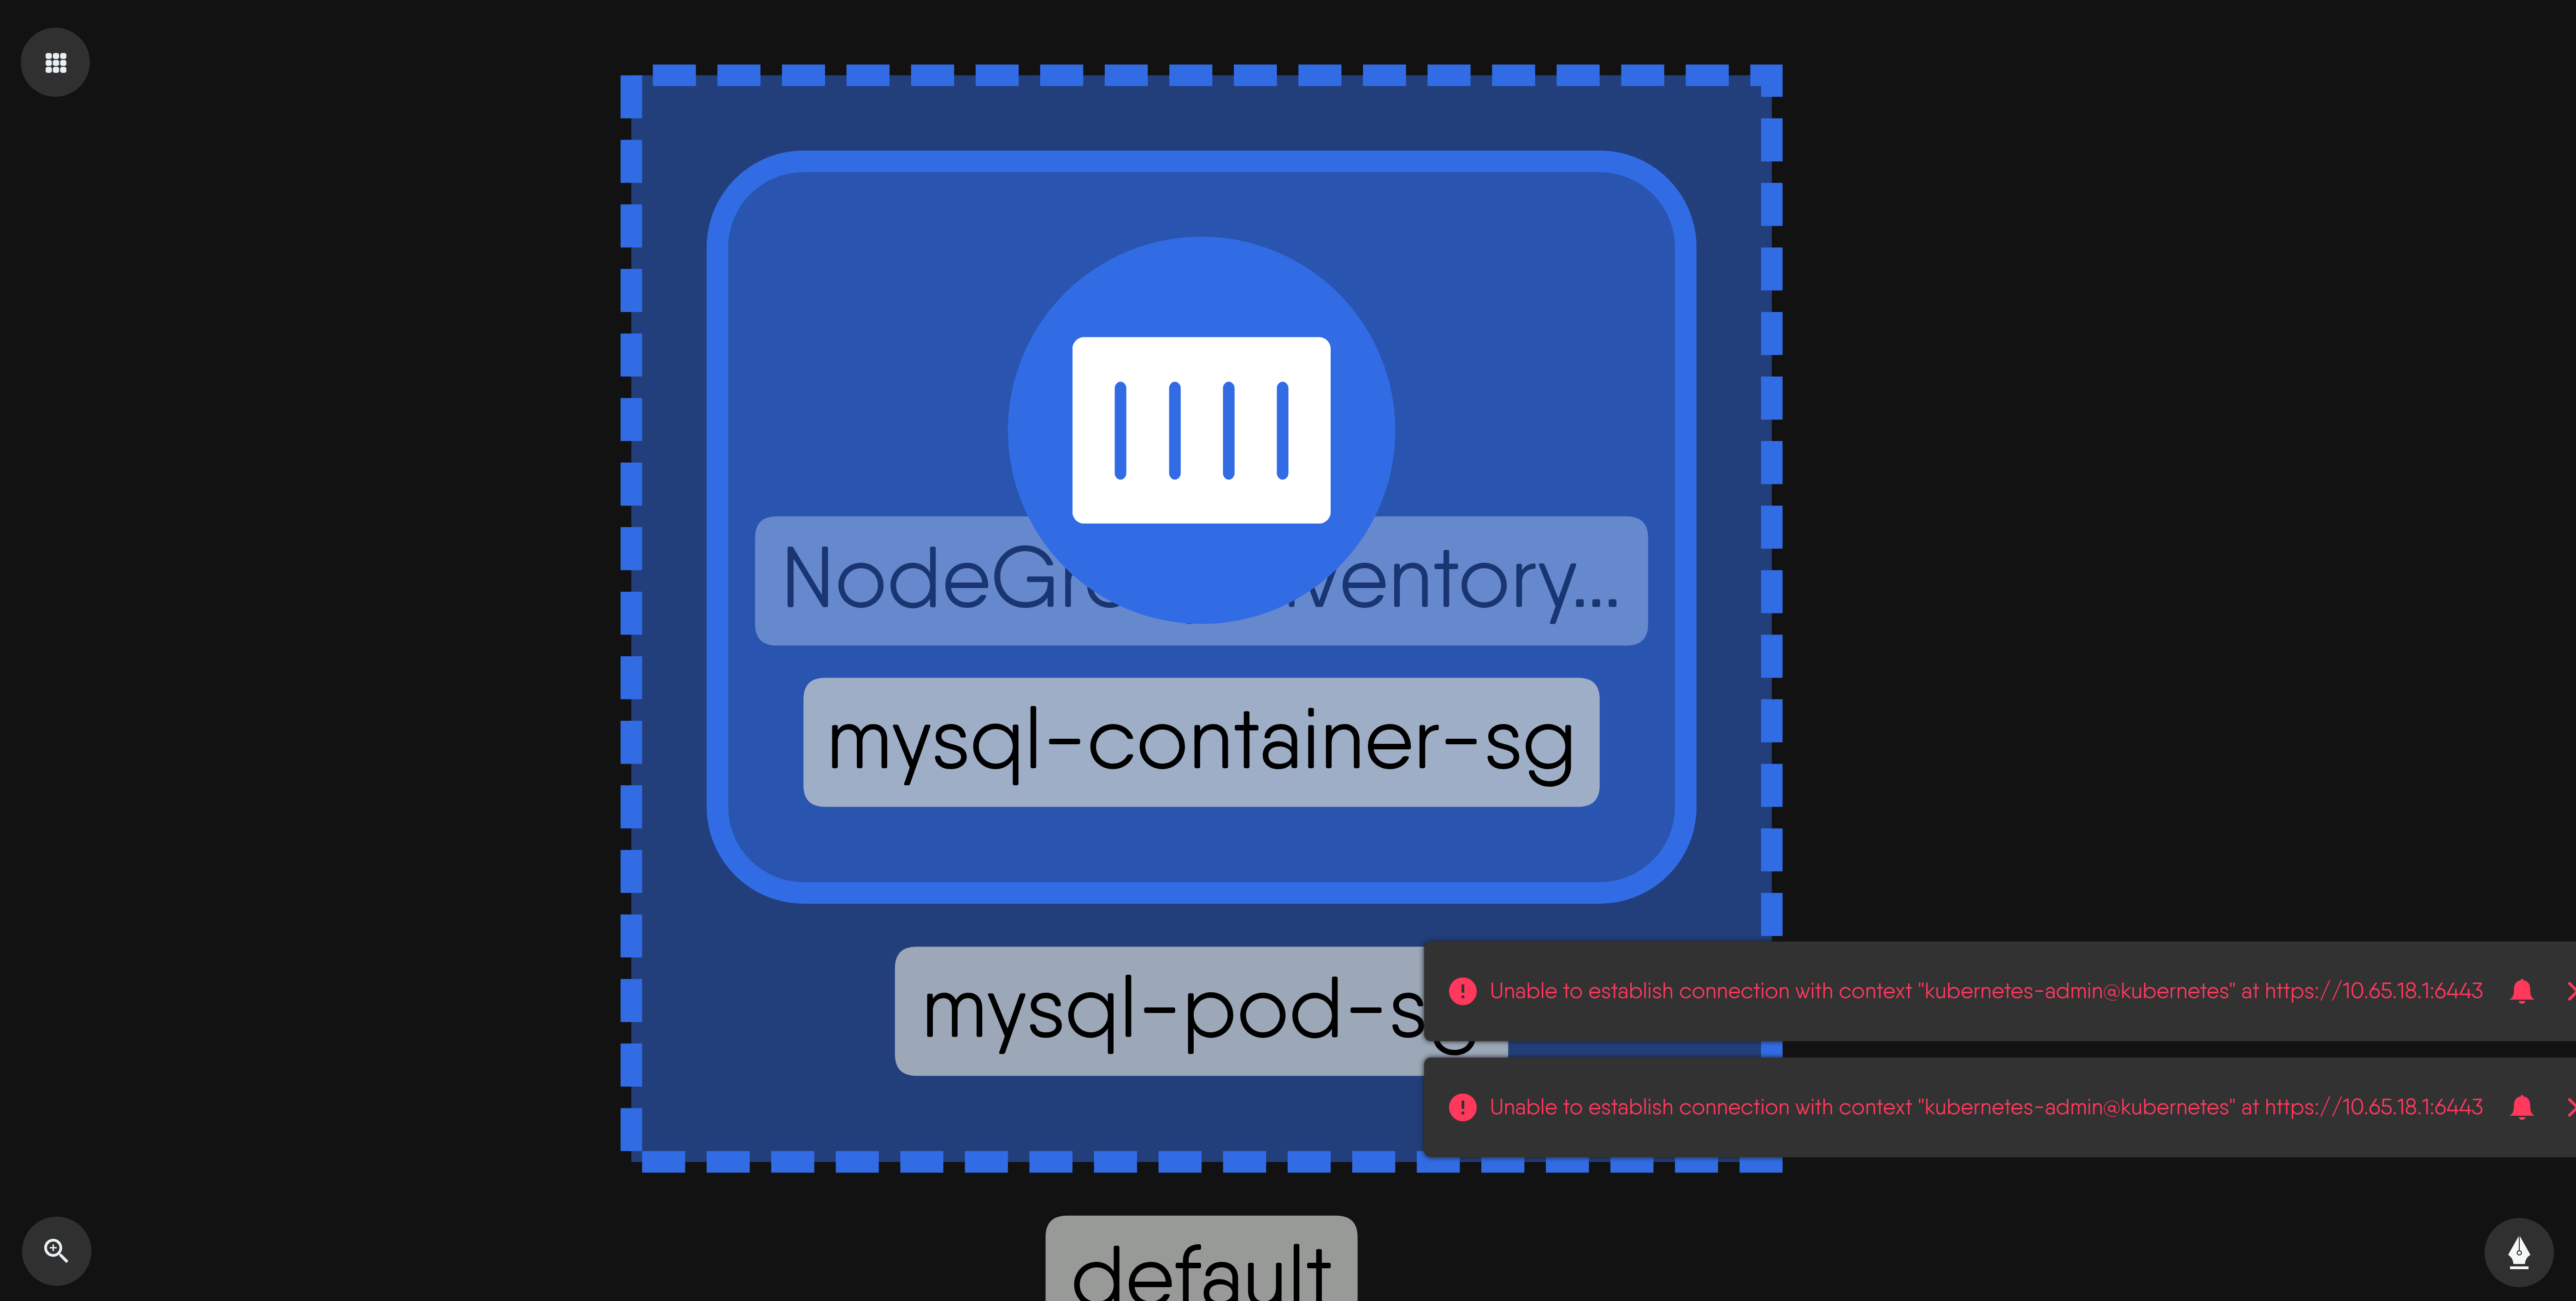 NodeGr ventory...
mysql-container-sg
mysql-pod-sg
Unable to establish connection with context "kubernetes-admin@kubernetes" at https://10.65.18.1:6443
Unable to establish connection with context "kubernetes-admin@kubernetes" at https://10.65.18.1:6443
default